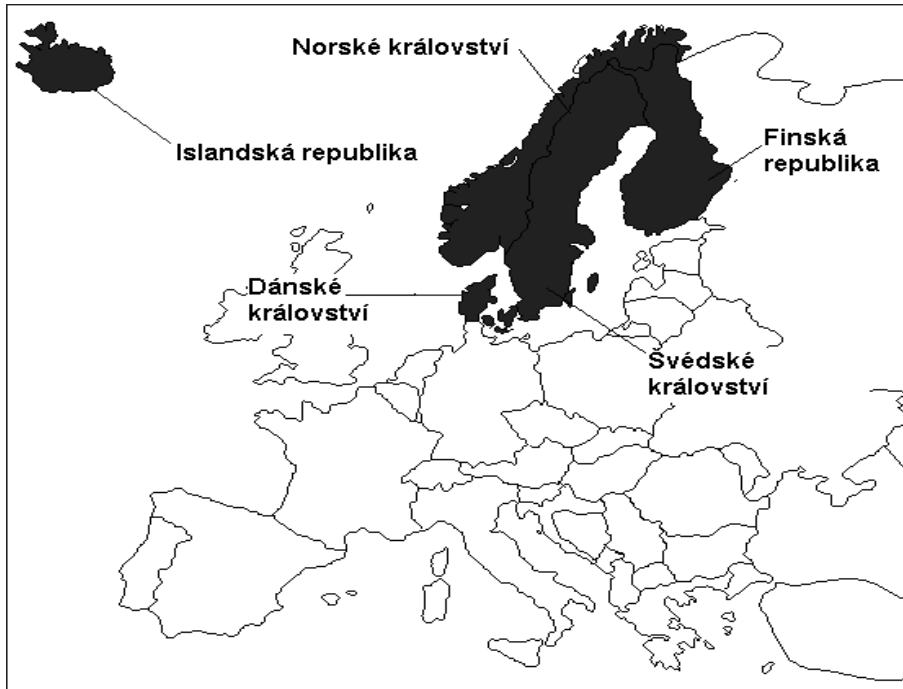 Norské království
Islandská republika
Finská
republika
Dánské
království
Švédské
království